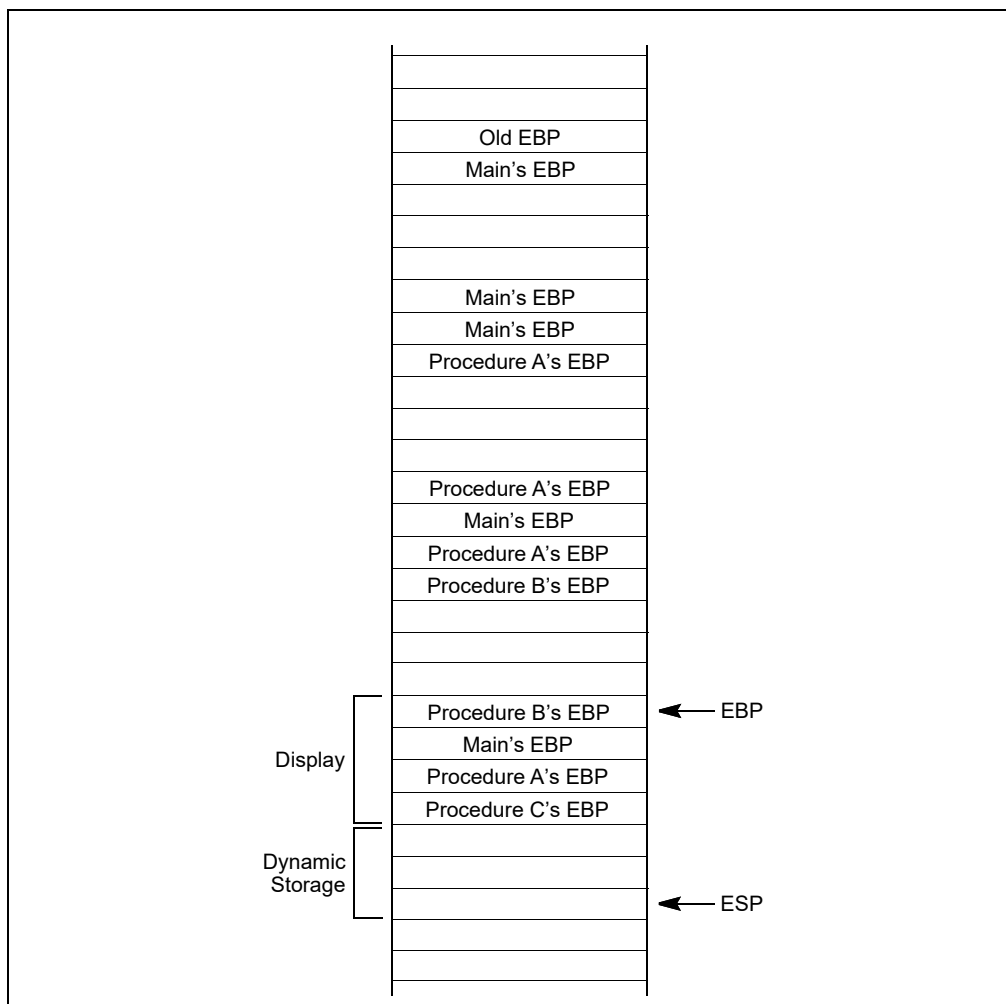 Old EBP
Main’s EBP
Main’s EBP
Main’s EBP
Procedure A’s EBP
Procedure A’s EBP
Main’s EBP
Procedure A’s EBP
Procedure B’s EBP
Procedure B’s EBP
EBP
Display
Main’s EBP
Procedure A’s EBP
Procedure C’s EBP
Dynamic
Storage
ESP